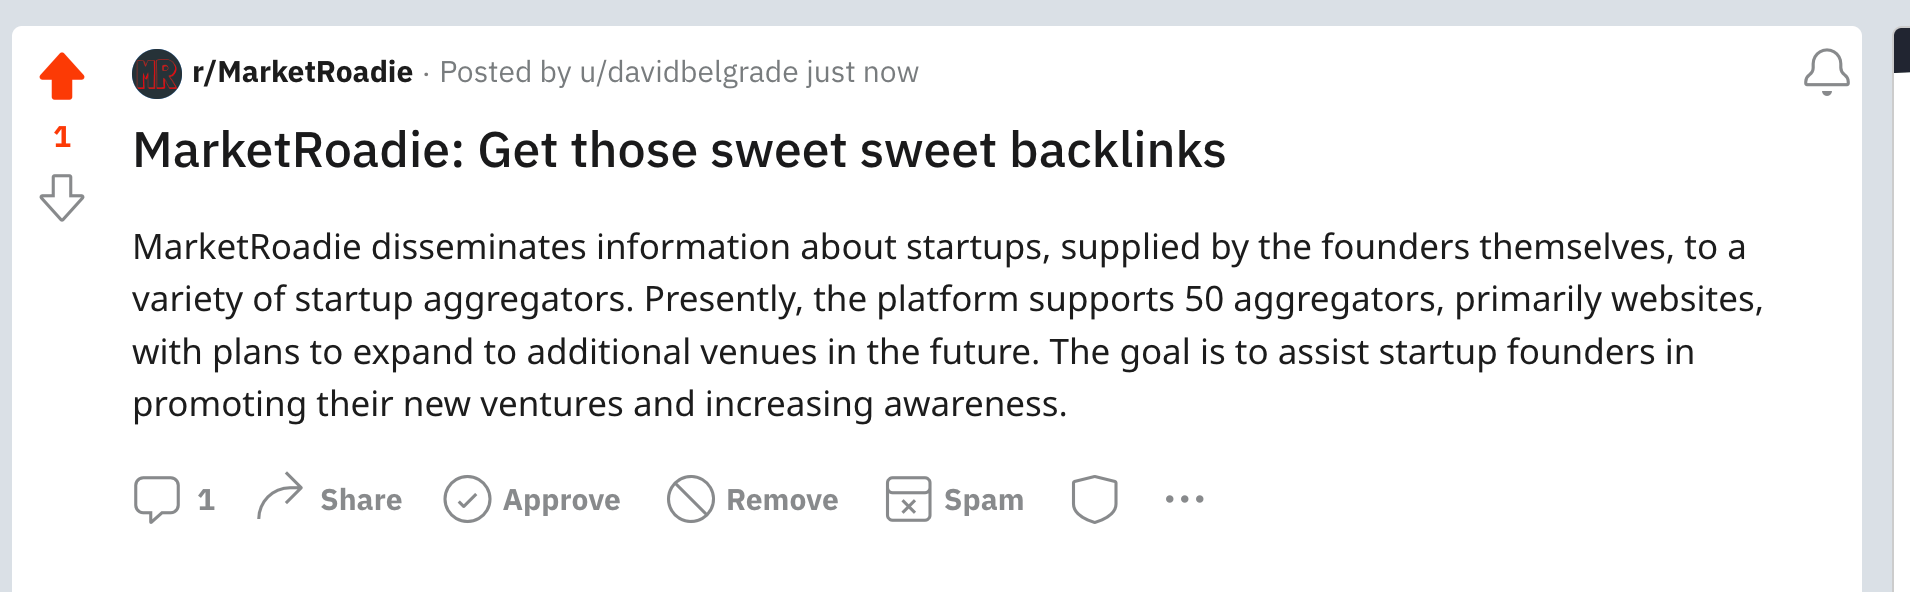 MR r/MarketRoadie · Posted by u/davidbelgrade just now
1
MarketRoadie: Get those sweet sweet backlinks
MarketRoadie disseminates information about startups, supplied by the founders themselves, to a
variety of startup aggregators. Presently, the platform supports 50 aggregators, primarily websites,
with plans to expand to additional venues in the future. The goal is to assist startup founders in
promoting their new ventures and increasing awareness.
1 Share Approve Remove Spam ...